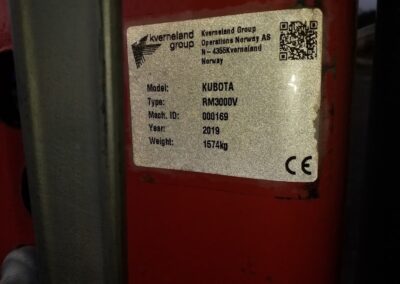 kverneland
group
Kverneland Group
Operations Norway AS
N - 4355Kverneland
Norway
Model: KUBOTA
Type: RM3000V
Mach. ID: 000169
Year: 2019
Weight: 1574kg
CE